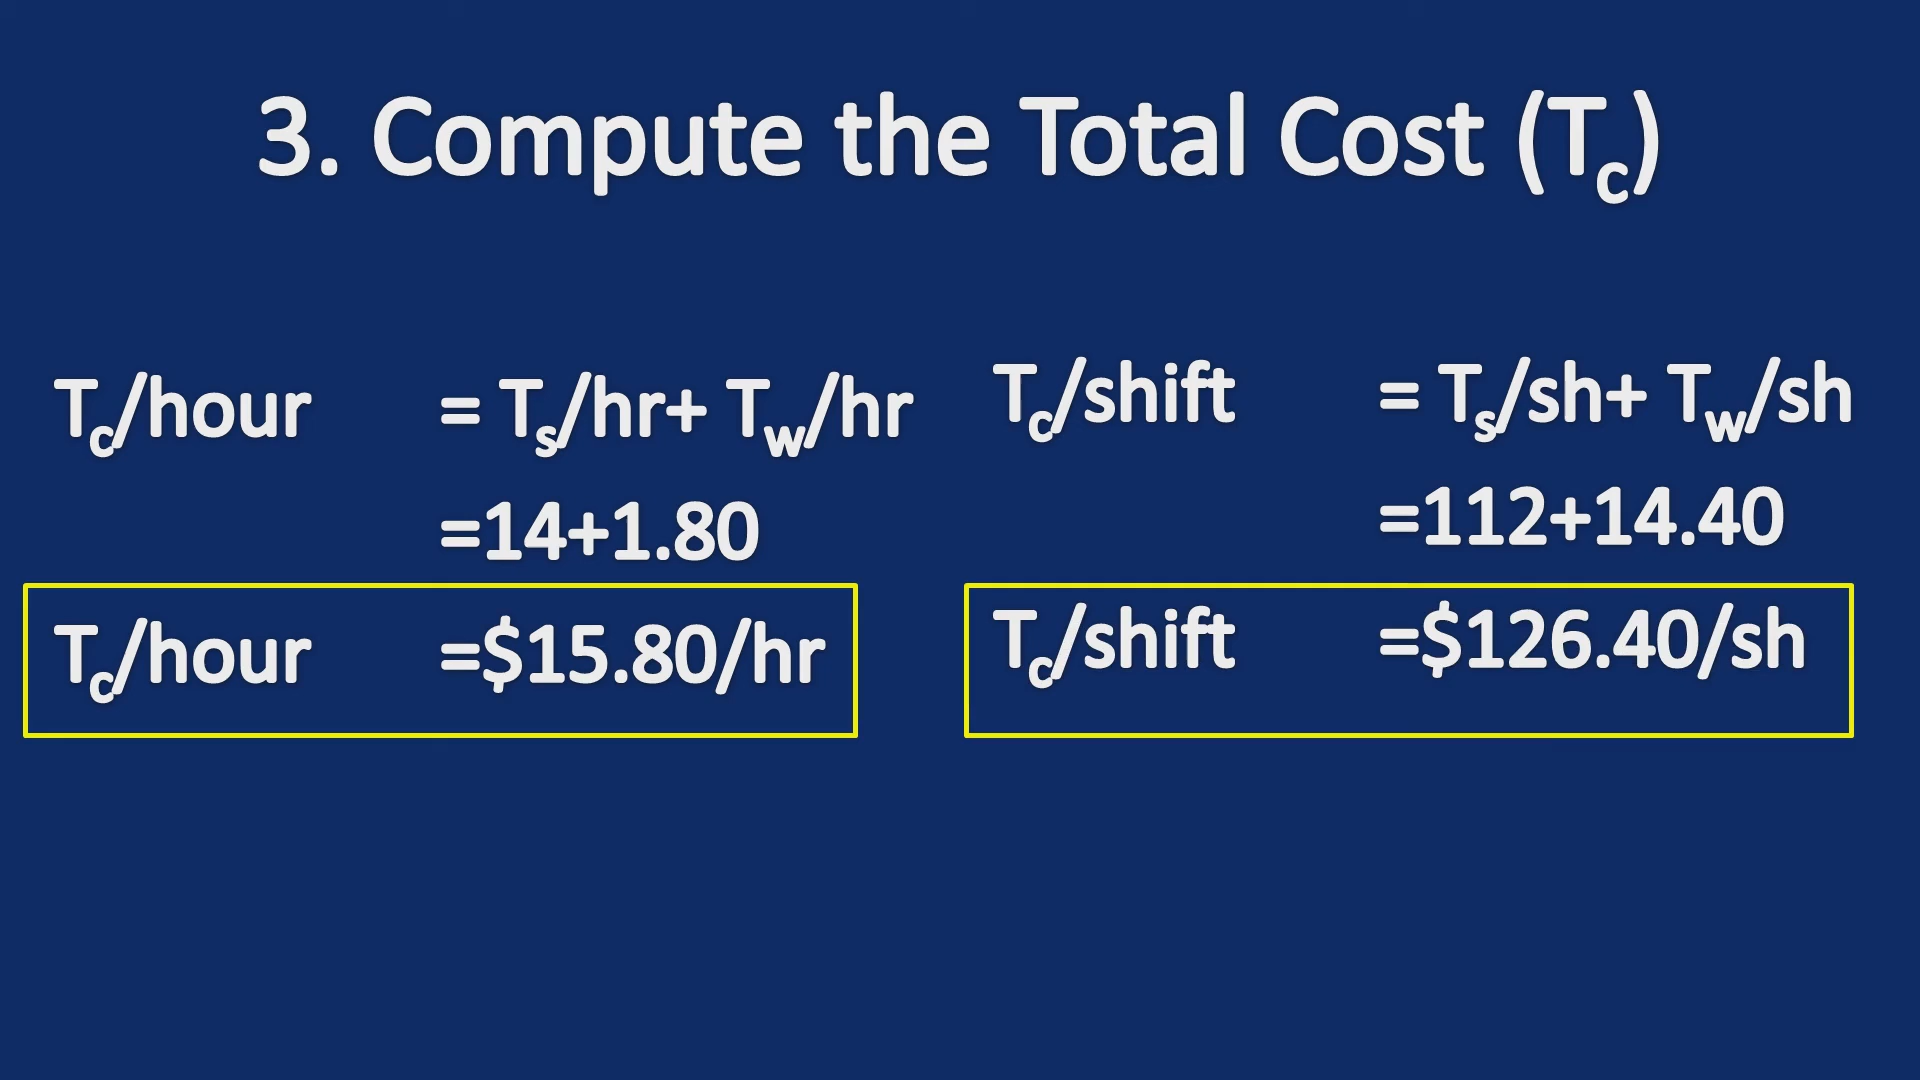 3. Compute the Total Cost (Tc)
Tc/hour = Ts/hr+ Tw/hr
=14+1.80
Tc/hour =$15.80/hr
Tc/shift = Ts/sh+ Tw/sh
=112+14.40
Tc/shift =$126.40/sh